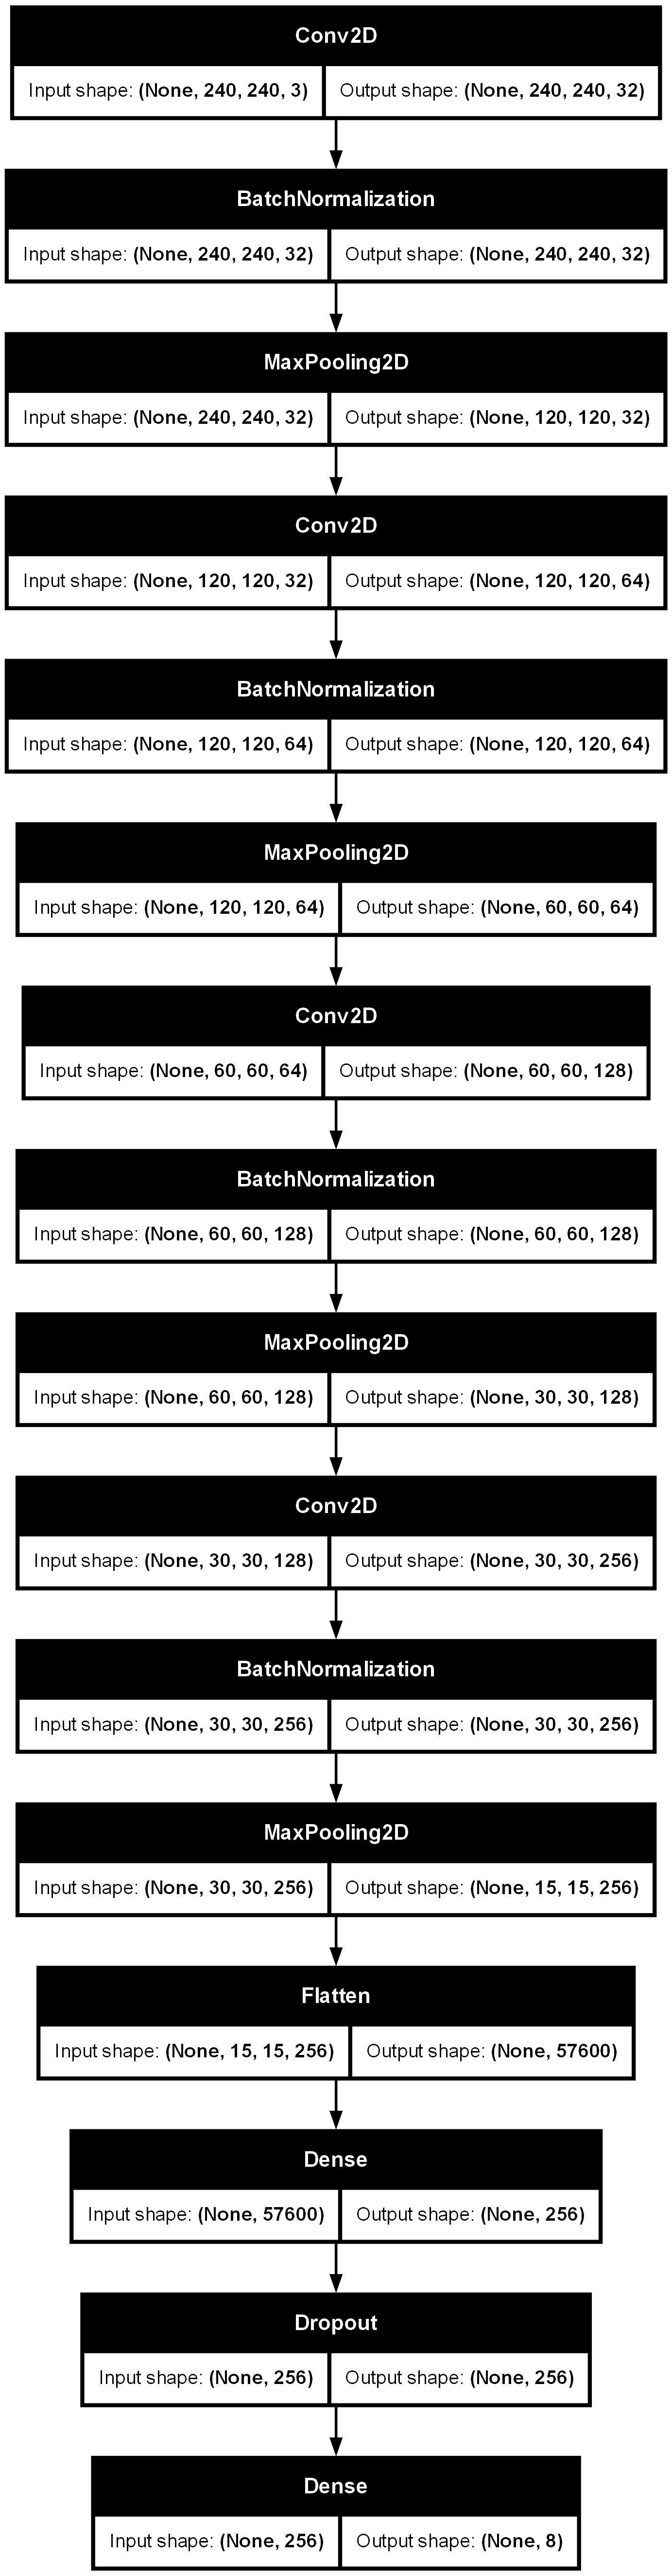 Conv2D
Input shape: (None, 240, 240, 3) Output shape: (None, 240, 240, 32)
BatchNormalization
Input shape: (None, 240, 240, 32) Output shape: (None, 240, 240, 32)
MaxPooling2D
Input shape: (None, 240, 240, 32) Output shape: (None, 120, 120, 32)
Conv2D
Input shape: (None, 120, 120, 32) Output shape: (None, 120, 120, 64)
BatchNormalization
Input shape: (None, 120, 120, 64) Output shape: (None, 120, 120, 64)
MaxPooling2D
Input shape: (None, 120, 120, 64) Output shape: (None, 60, 60, 64)
Conv2D
Input shape: (None, 60, 60, 64) Output shape: (None, 60, 60, 128)
BatchNormalization
Input shape: (None, 60, 60, 128) Output shape: (None, 60, 60, 128)
MaxPooling2D
Input shape: (None, 60, 60, 128) Output shape: (None, 30, 30, 128)
Conv2D
Input shape: (None, 30, 30, 128) Output shape: (None, 30, 30, 256)
BatchNormalization
Input shape: (None, 30, 30, 256) Output shape: (None, 30, 30, 256)
MaxPooling2D
Input shape: (None, 30, 30, 256) Output shape: (None, 15, 15, 256)
Flatten
Input shape: (None, 15, 15, 256) Output shape: (None, 57600)
Dense
Input shape: (None, 57600) Output shape: (None, 256)
Dropout
Input shape: (None, 256) Output shape: (None, 256)
Dense
Input shape: (None, 256) Output shape: (None, 8)